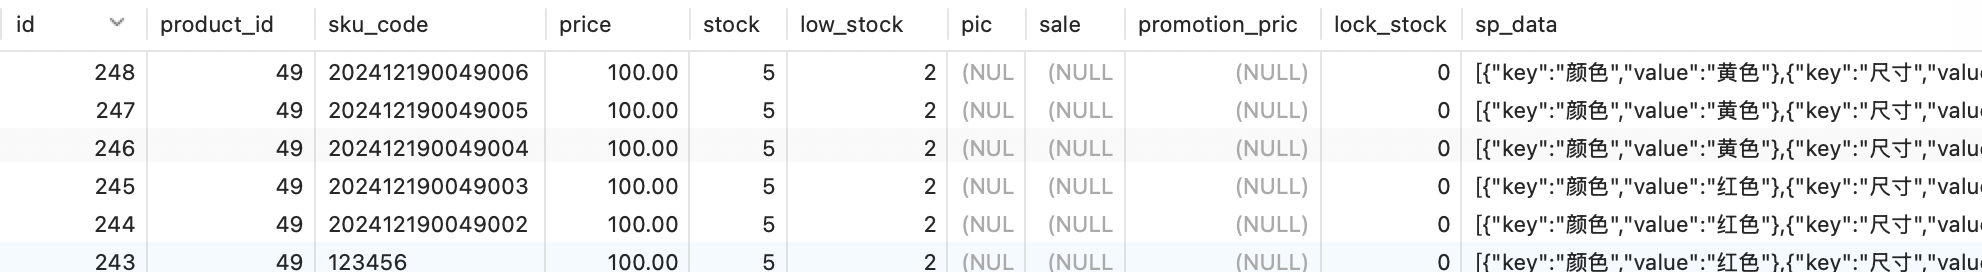 id product_id sku_code price stock low_stock pic sale promotion_pric lock_stock sp_data
248 49 202412190049006 100.00 5 2 (NUL (NULL (NULL) 0 [{"key":"颜色","value":"黄色"},{"key":"尺寸","value
247 49 202412190049005 100.00 5 2 (NUL (NULL (NULL) 0 [{"key":"颜色","value":"黄色"},{"key":"尺寸","value
246 49 202412190049004 100.00 5 2 (NUL (NULL (NULL) 0 [{"key":"颜色","value":"黄色"},{"key":"尺寸","value
245 49 202412190049003 100.00 5 2 (NUL (NULL (NULL) 0 [{"key":"颜色","value":"红色"},{"key":"尺寸","value
244 49 202412190049002 100.00 5 2 (NUL (NULL (NULL) 0 [{"key":"颜色","value":"红色"},{"key":"尺寸","value
243 49 123456 100.00 5 2 (NUL (NULL (NULL) 0 [{"key":"颜色","value":"红色"},{"key":"尺寸","value